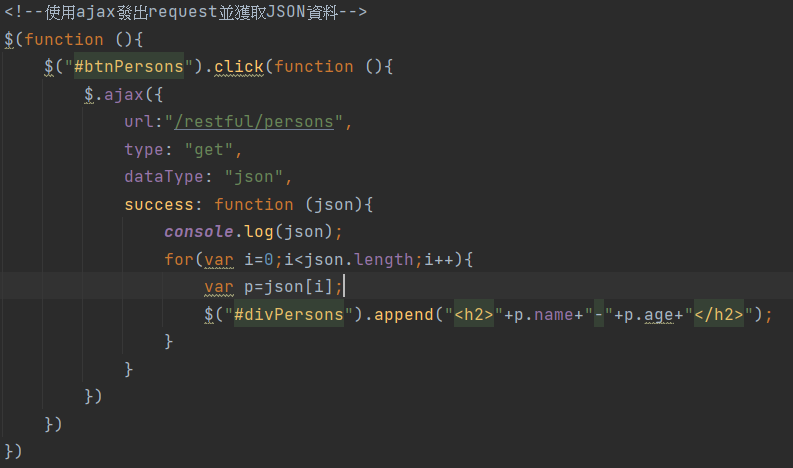 <!--使用ajax發出request並獲取JSON資料-->
$(function (){
    $("#btnPersons").click(function (){
        $.ajax({
            url:"/restful/persons",
            type: "get",
            dataType: "json",
            success: function (json){
                console.log(json);
                for(var i=0;i<json.length;i++){
                    var p=json[i];
                    $("#divPersons").append("<h2>"+p.name+"-"+p.age+"</h2>");
                }
            }
        })
    })
})